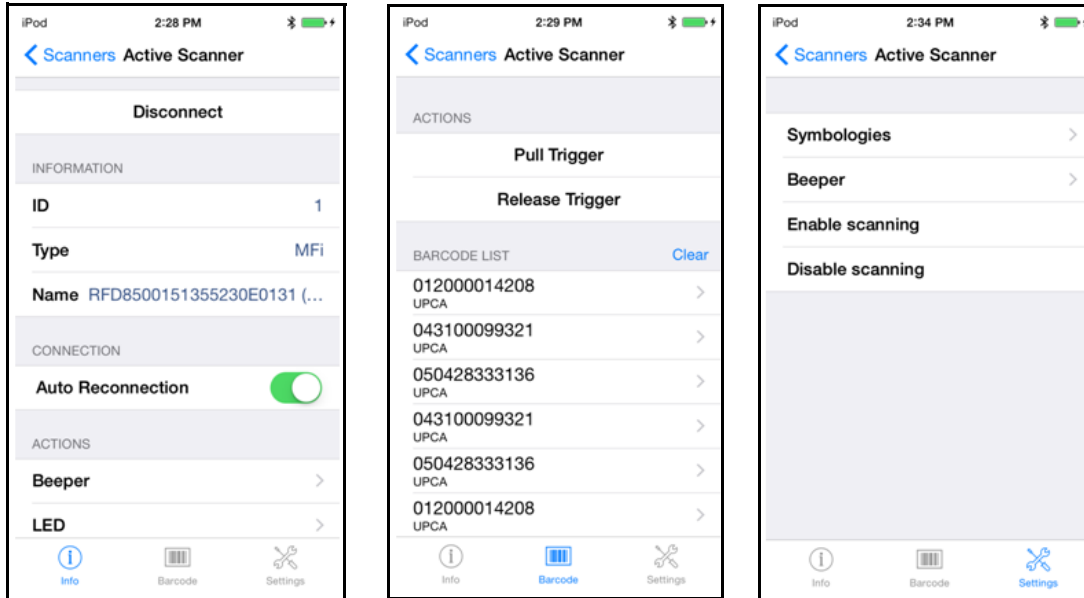 iPod 2:28 PM
Scanners Active Scanner
Disconnect
INFORMATION
ID 1
Type MFi
Name RFD8500151355230E0131 (...
CONNECTION
Auto Reconnection
ACTIONS
Beeper
LED
Info Barcode Settings
iPod 2:29 PM
Scanners Active Scanner
ACTIONS
Pull Trigger
Release Trigger
BARCODE LIST Clear
012000014208
UPCA
043100099321
UPCA
050428333136
UPCA
043100099321
UPCA
050428333136
UPCA
012000014208
UPCA
Info Barcode Settings
iPod 2:34 PM
Scanners Active Scanner
Symbologies
Beeper
Enable scanning
Disable scanning
Info Barcode Settings